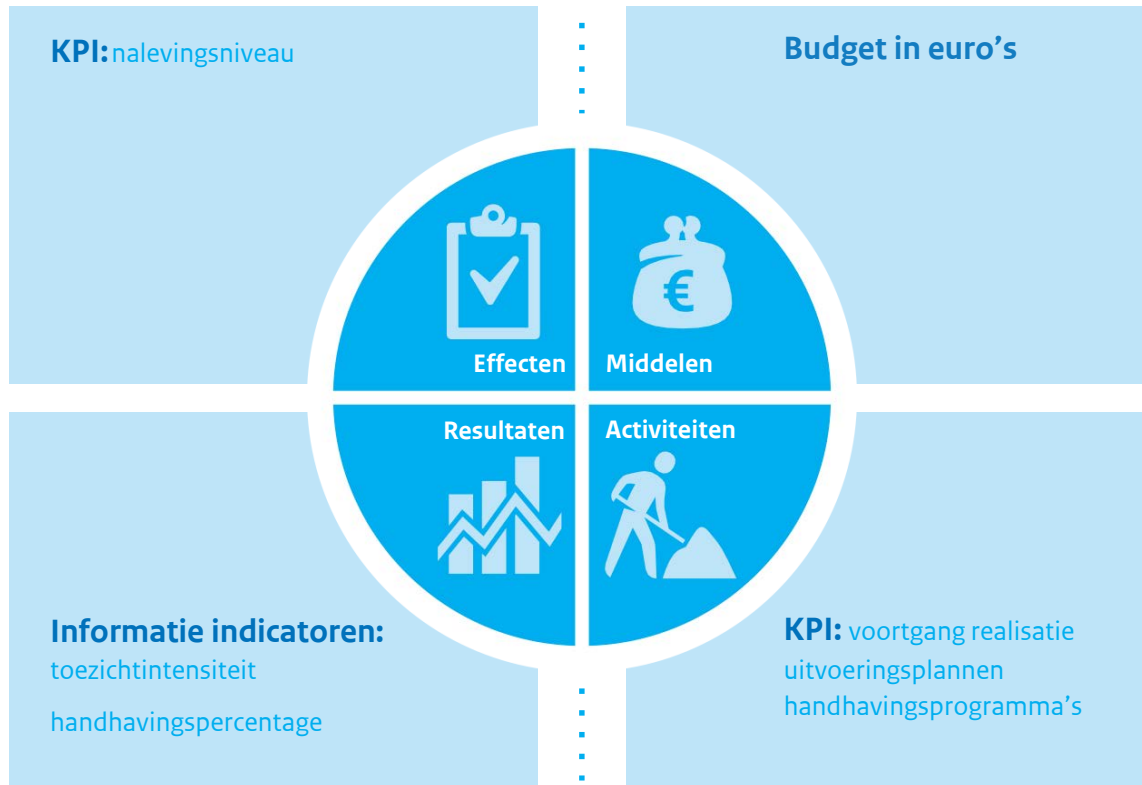 KPI: nalevingsniveau
Budget in euro's
€
Effecten
Middelen
Resultaten
Activiteiten
Informatie indicatoren:
toezichtintensiteit
handhavingspercentage
KPI: voortgang realisatie
uitvoeringsplannen
handhavingsprogramma's